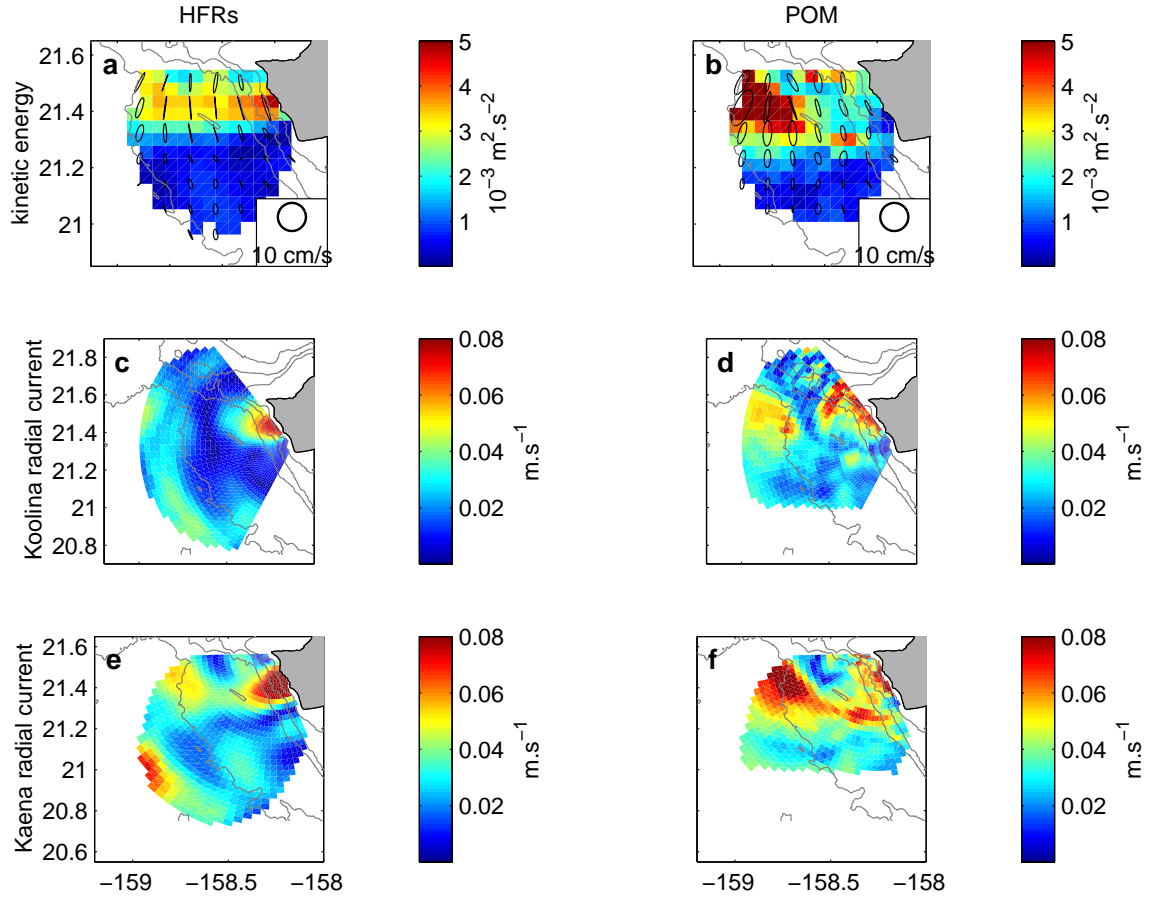 HFRs
POM
kinetic energy
21.6
21.4
21.2
21
a
10 cm/s
5
4
3
2
1
10⁻³ m².s⁻²
b
10 cm/s
5
4
3
2
1
10⁻³ m².s⁻²
Koolina radial current
21.8
21.6
21.4
21.2
21
20.8
c
0.08
0.06
0.04
0.02
m.s⁻¹
d
0.08
0.06
0.04
0.02
m.s⁻¹
Kaena radial current
21.6
21.4
21.2
21
20.8
20.6
e
−159
−158.5
−158
0.08
0.06
0.04
0.02
m.s⁻¹
f
−159
−158.5
−158
0.08
0.06
0.04
0.02
m.s⁻¹